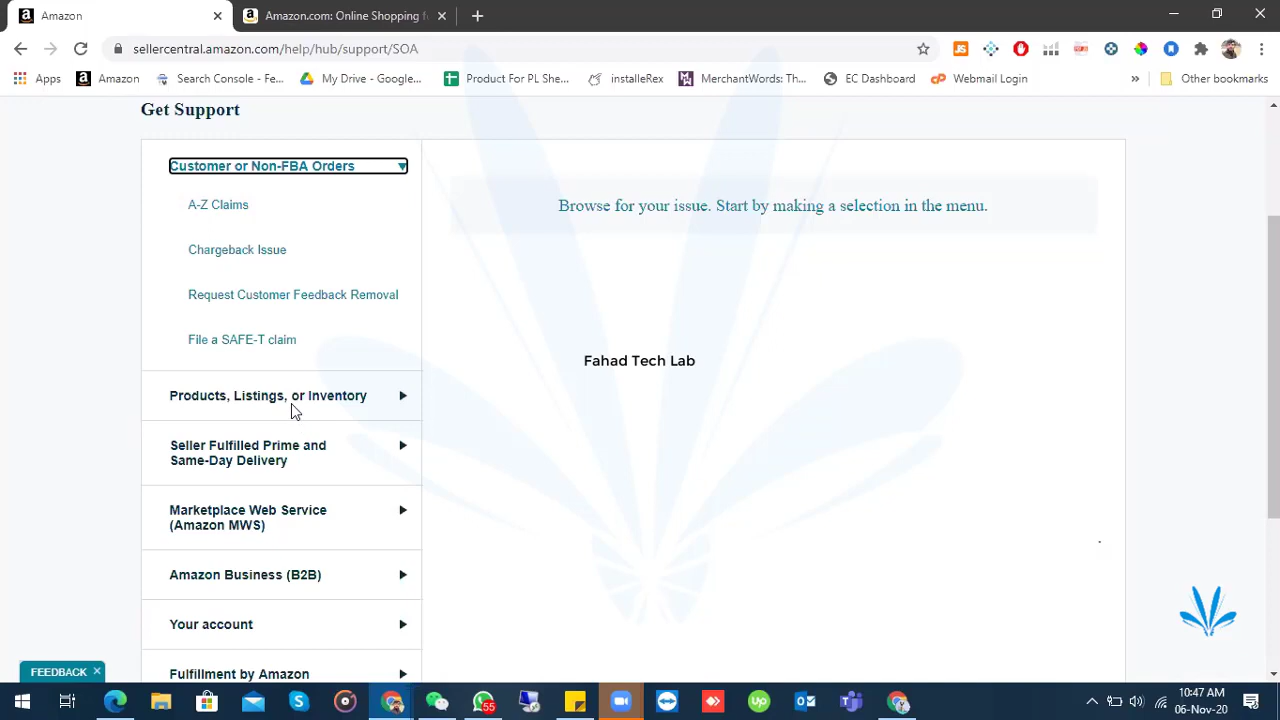 Amazon
Amazon.com: Online Shopping f
sellercentral.amazon.com/help/hub/support/SOA
Apps
Amazon
Search Console - Fe...
My Drive - Google...
Product For PL She...
installeRex
MerchantWords: Th...
EC Dashboard
Webmail Login
»
Other bookmarks
Get Support
Customer or Non-FBA Orders
A-Z Claims
Chargeback Issue
Request Customer Feedback Removal
File a SAFE-T claim
Products, Listings, or Inventory
Seller Fulfilled Prime and
Same-Day Delivery
Marketplace Web Service
(Amazon MWS)
Amazon Business (B2B)
Your account
Fulfillment by Amazon
Browse for your issue. Start by making a selection in the menu.
Fahad Tech Lab
FEEDBACK
55
10:47 AM
06-Nov-20